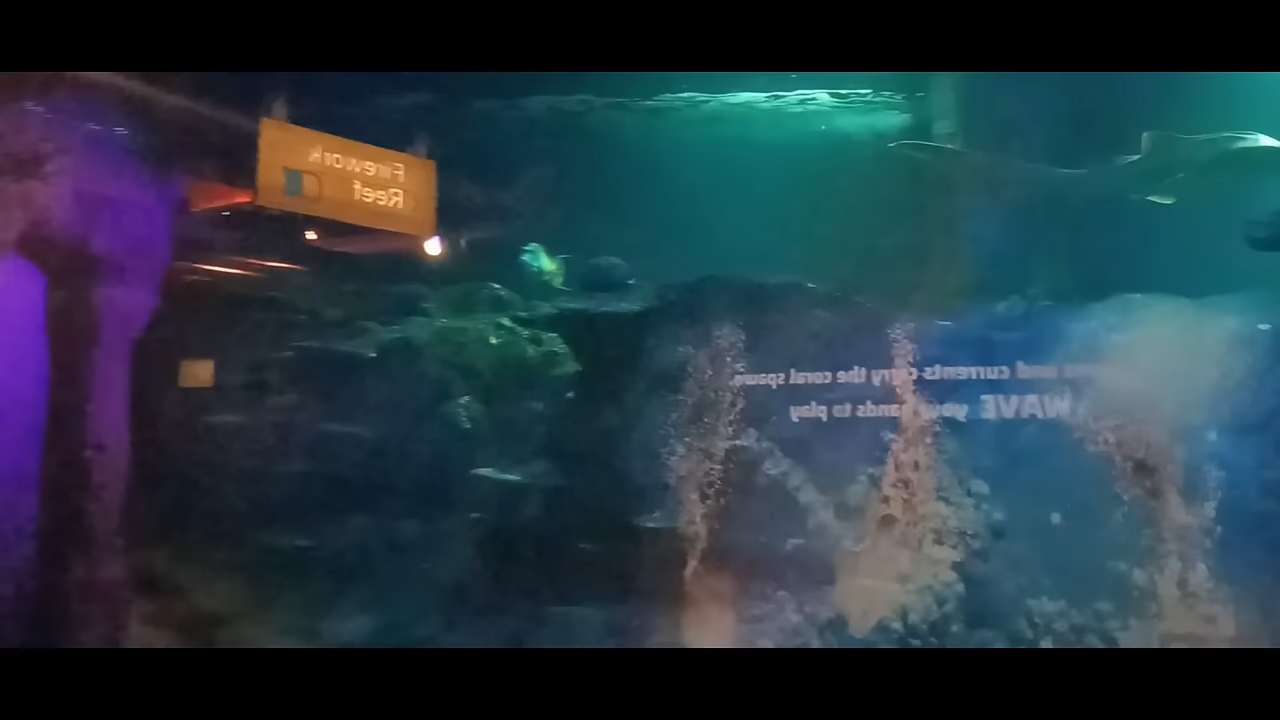 Firework
Reef
and currents carry the coral spawn
WAVE your hands to play